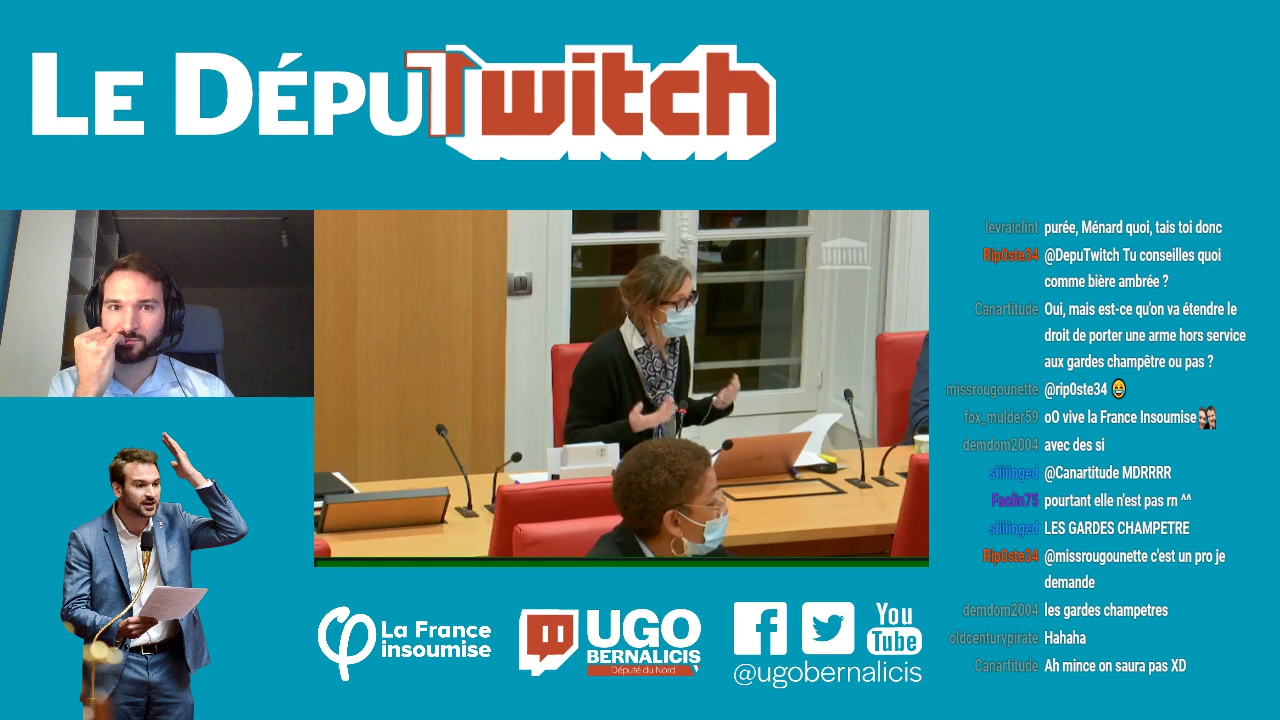 LE DÉPUTwitch
levraiclint purée, Ménard quoi, tais toi donc
Rip0ste34 @DepuTwitch Tu conseilles quoi
comme bière ambrée ?
Canartitude Oui, mais est-ce qu'on va étendre le
droit de porter une arme hors service
aux gardes champêtre ou pas ?
missrougounette @rip0ste34 😄
fox_mulder59 oO vive la France Insoumise
demdom2004 avec des si
siiiiinged @Canartitude MDRRRR
Faolin75 pourtant elle n'est pas rn ^^
siiiiinged LES GARDES CHAMPETRE
Rip0ste34 @missrougounette c'est un pro je
demande
demdom2004 les gardes champetres
oldcenturypirate Hahaha
Canartitude Ah mince on saura pas XD
La France
insoumise
UGO
BERNALICIS
Député du Nord
You
Tube
@ugobernalicis